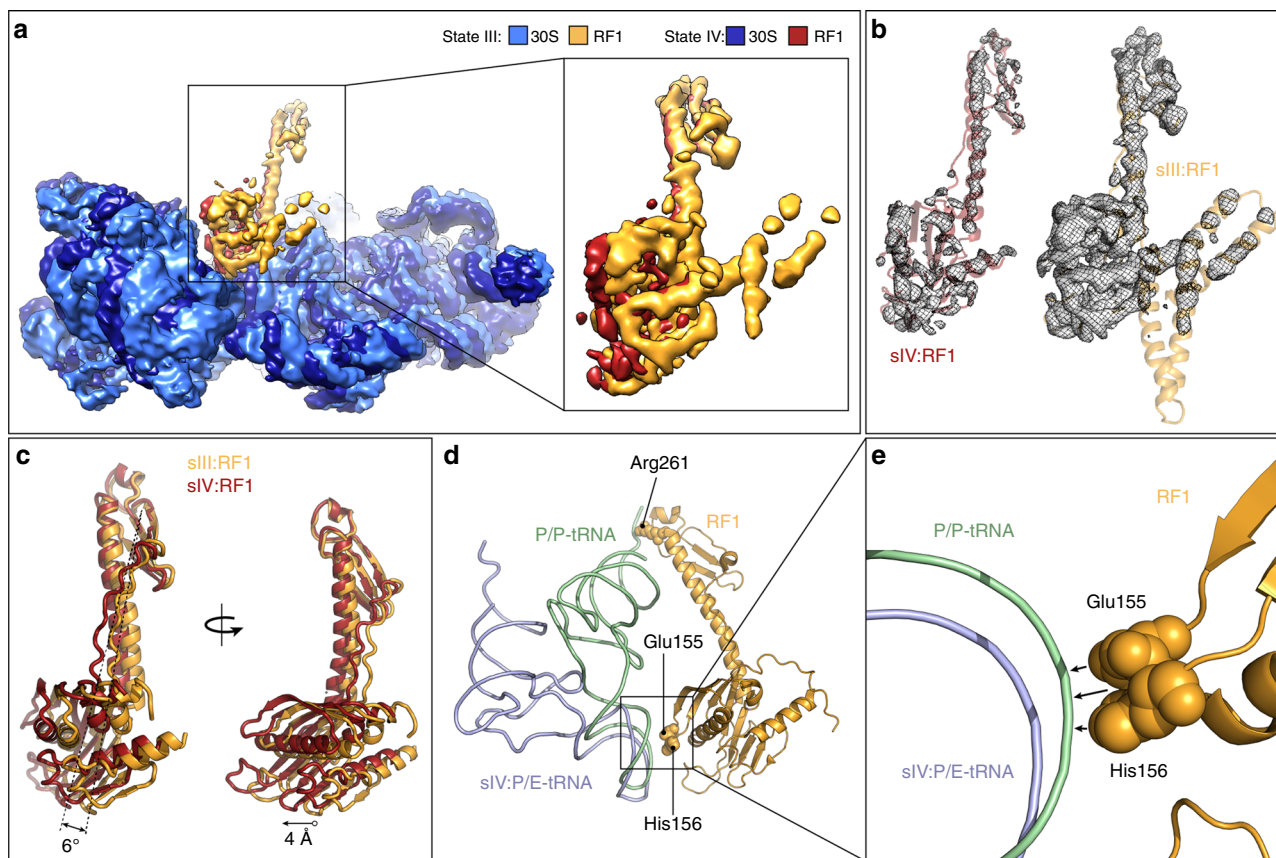 a
State III: 30S RF1 State IV: 30S RF1
b
sIII:RF1
sIV:RF1
c
sIII:RF1
sIV:RF1
6°
4 Å
d
Arg261
P/P-tRNA
RF1
Glu155
sIV:P/E-tRNA
His156
e
RF1
P/P-tRNA
Glu155
sIV:P/E-tRNA
His156